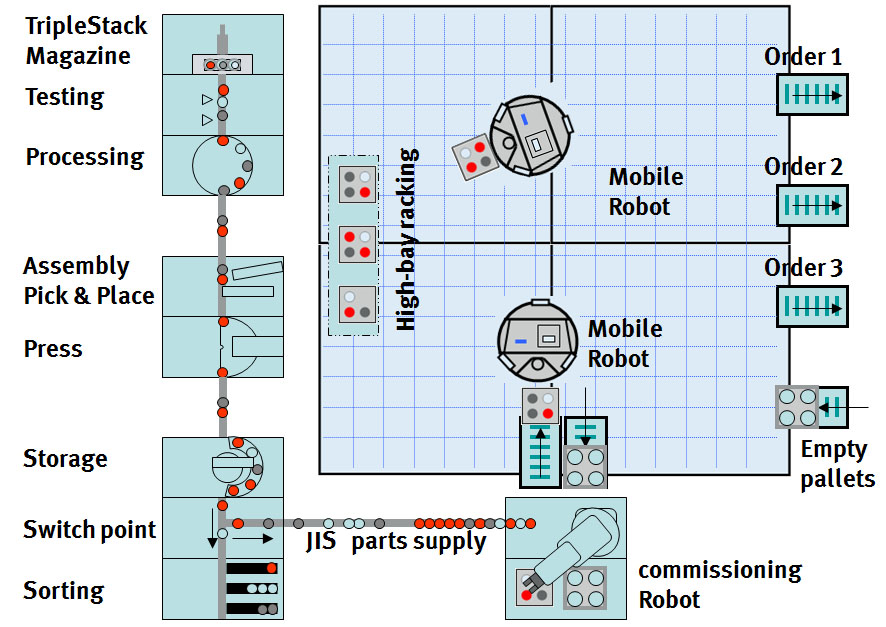 TripleStack
Magazine
Testing
Processing
Assembly
Pick & Place
Press
Storage
Switch point
Sorting
High-bay racking
Mobile
Robot
Mobile
Robot
Order 1
Order 2
Order 3
Empty
pallets
JIS parts supply
commissioning
Robot